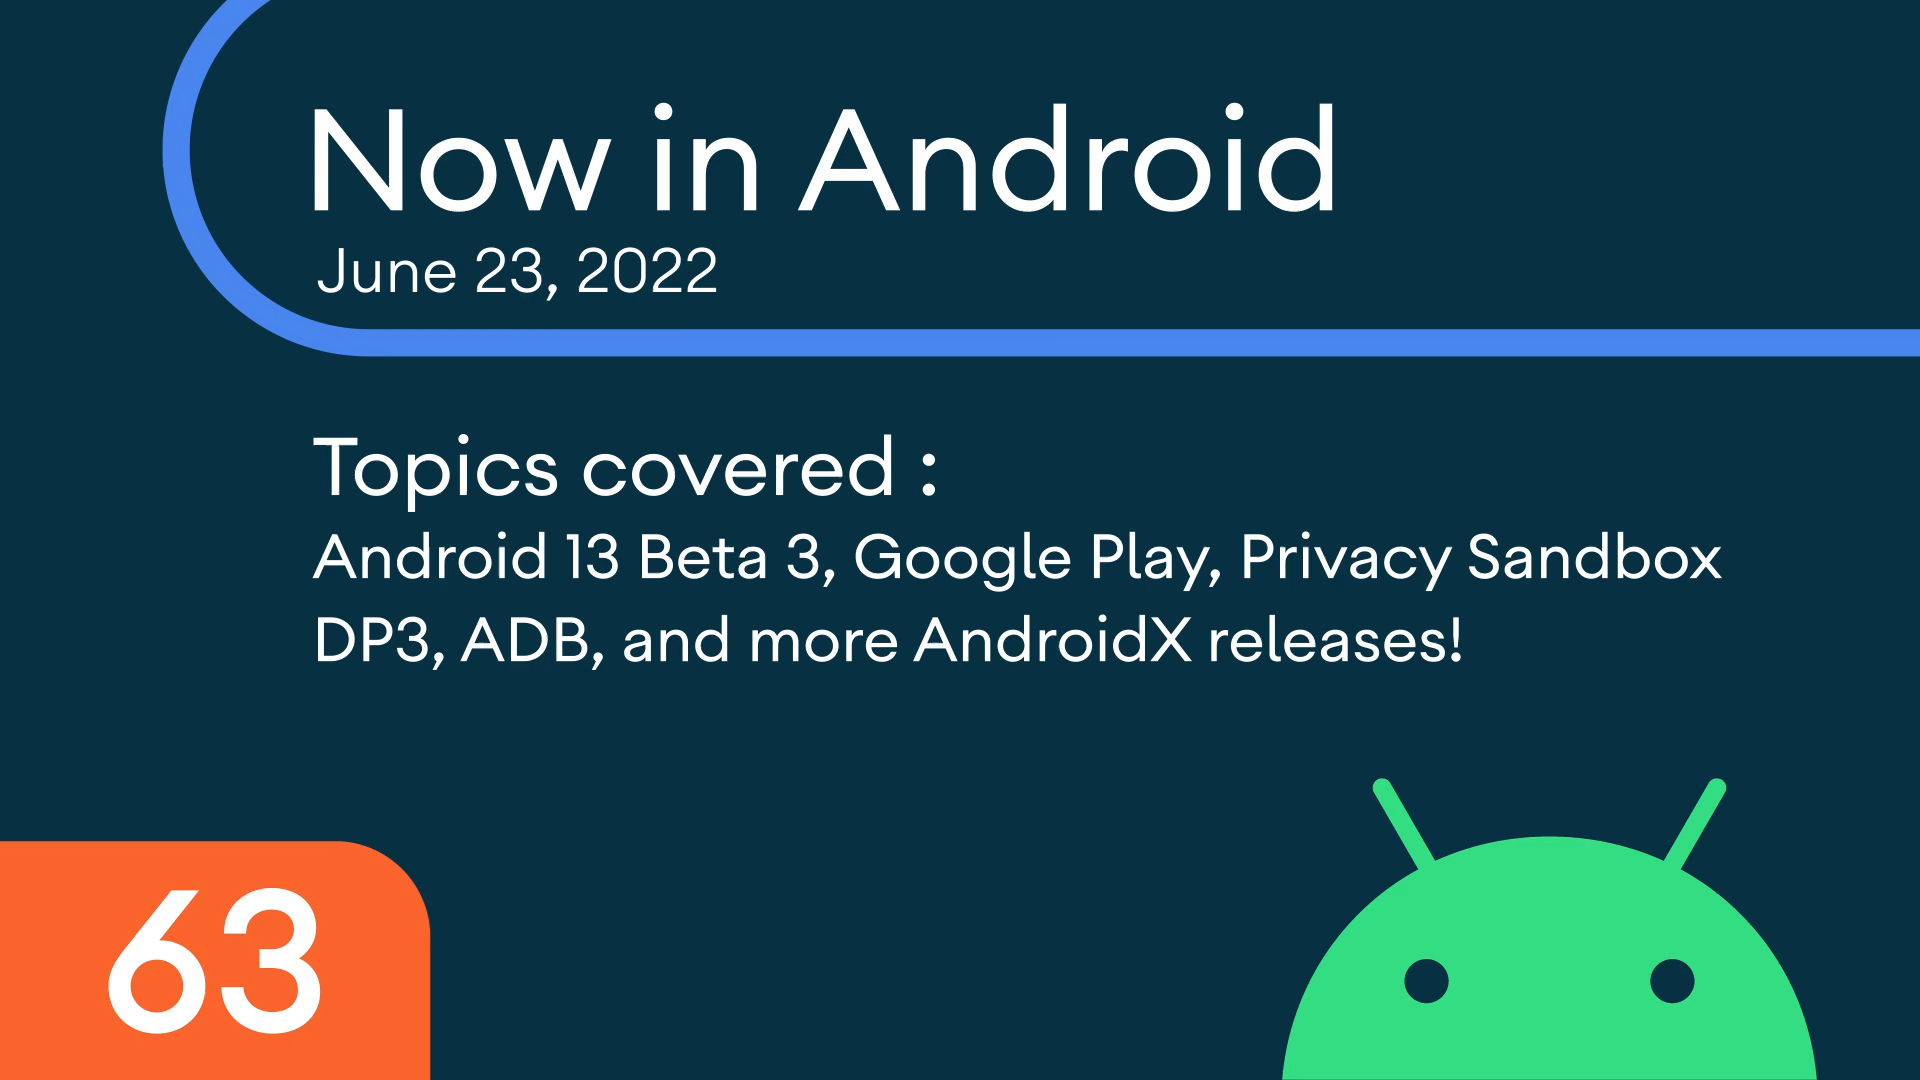 Now in Android
June 23, 2022
Topics covered :
Android 13 Beta 3, Google Play, Privacy Sandbox
DP3, ADB, and more AndroidX releases!
63